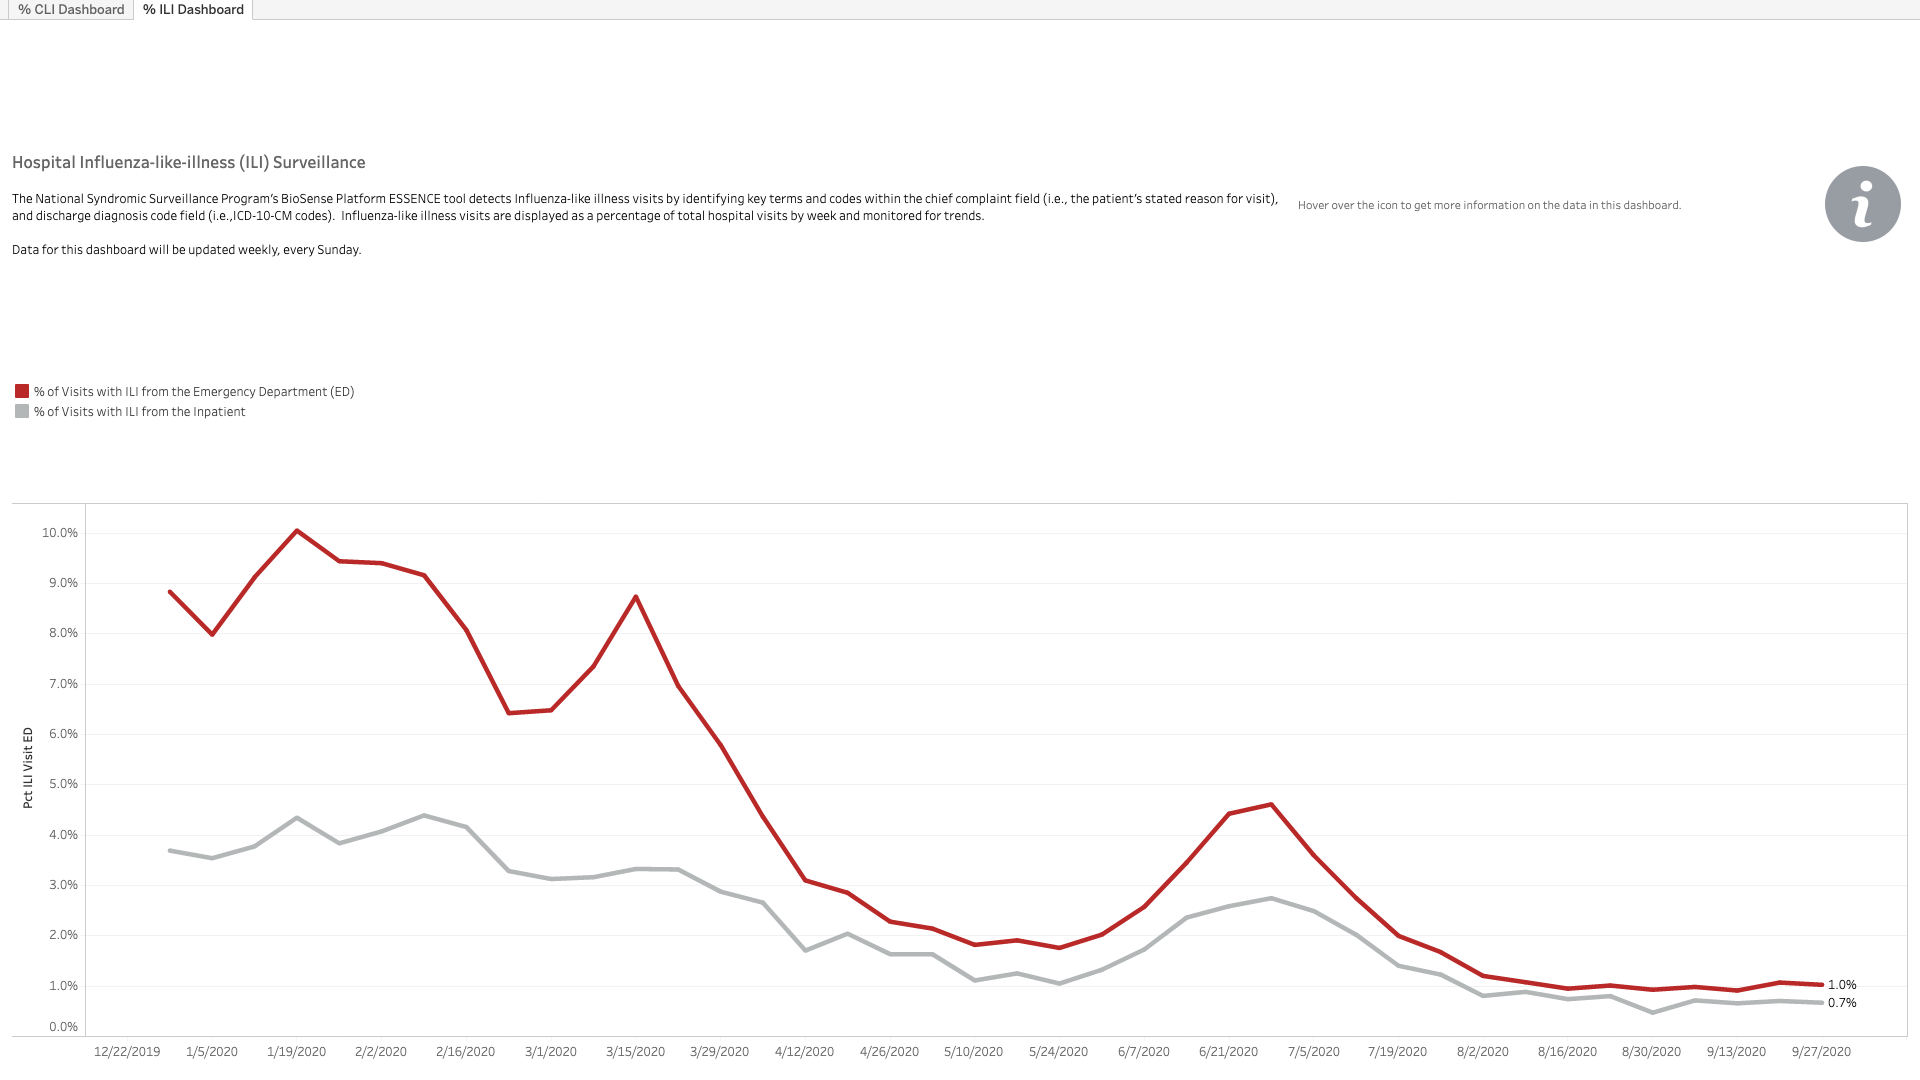 % CLI Dashboard % ILI Dashboard
Hospital Influenza-like-illness (ILI) Surveillance
The National Syndromic Surveillance Program's BioSense Platform ESSENCE tool detects Influenza-like illness visits by identifying key terms and codes within the chief complaint field (i.e., the patient's stated reason for visit),
and discharge diagnosis code field (i.e.,ICD-10-CM codes).  Influenza-like illness visits are displayed as a percentage of total hospital visits by week and monitored for trends.
Data for this dashboard will be updated weekly, every Sunday.
Hover over the icon to get more information on the data in this dashboard.
i
% of Visits with ILI from the Emergency Department (ED)
% of Visits with ILI from the Inpatient
Pct ILI Visit ED
10.0%
9.0%
8.0%
7.0%
6.0%
5.0%
4.0%
3.0%
2.0%
1.0%
0.0%
1.0%
0.7%
12/22/2019 1/5/2020 1/19/2020 2/2/2020 2/16/2020 3/1/2020 3/15/2020 3/29/2020 4/12/2020 4/26/2020 5/10/2020 5/24/2020 6/7/2020 6/21/2020 7/5/2020 7/19/2020 8/2/2020 8/16/2020 8/30/2020 9/13/2020 9/27/2020